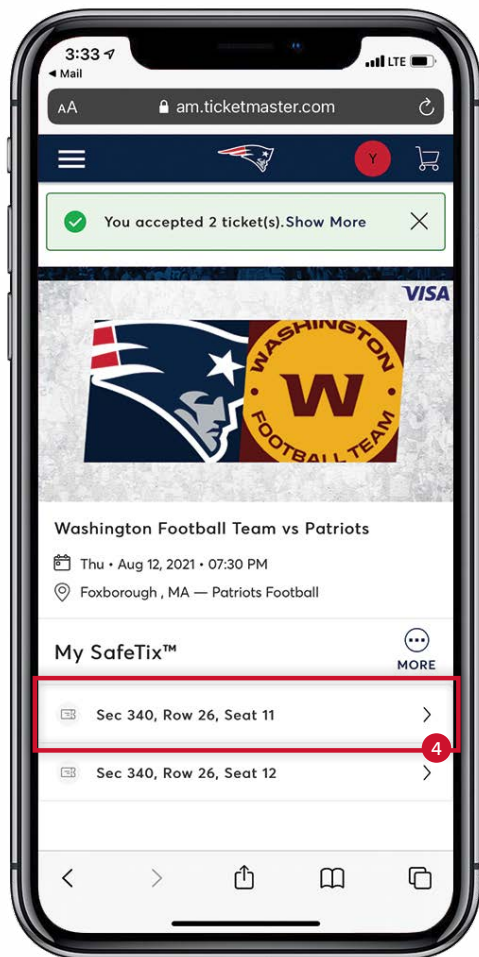 3:33
LTE
Mail
AA am.ticketmaster.com
Y
You accepted 2 ticket(s).Show More
VISA
WASHINGTON
W
FOOTBALL TEAM
Washington Football Team vs Patriots
Thu • Aug 12, 2021 • 07:30 PM
Foxborough , MA — Patriots Football
My SafeTix™
MORE
Sec 340, Row 26, Seat 11
4
Sec 340, Row 26, Seat 12